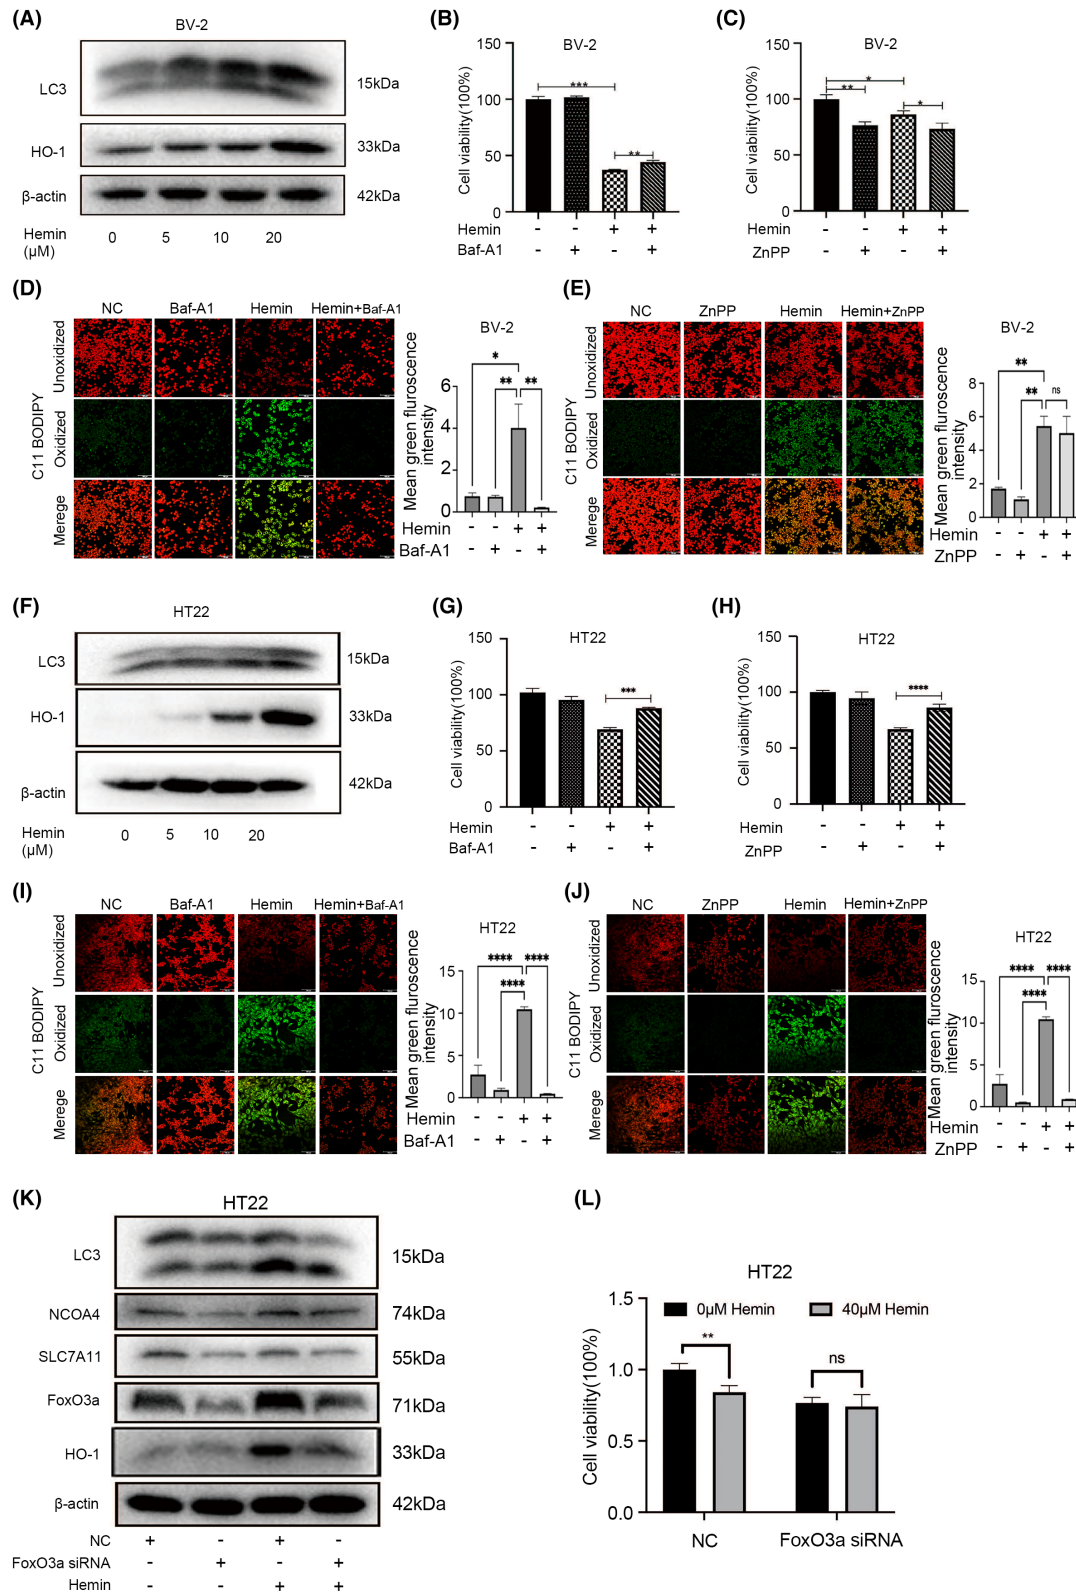 (A)
BV-2
LC3
15kDa
HO-1
33kDa
β-actin
42kDa
Hemin
(μM)
0 5 10 20
(B)
BV-2
Cell viability(100%)
150
100
50
0
***
**
Hemin - - + +
Baf-A1 - + - +
(C)
BV-2
Cell viability(100%)
150
100
50
0
**
*
*
Hemin - - + +
ZnPP - + - +
(D)
NC Baf-A1 Hemin Hemin+Baf-A1
C11 BODIPY
Unoxidized
Oxidized
Merege
BV-2
Mean green fluroscence
intensity
6
4
2
0
*
** **
Hemin - - + +
Baf-A1 - + - +
(E)
NC ZnPP Hemin Hemin+ZnPP
C11 BODIPY
Unoxidized
Oxidized
Merege
BV-2
Mean green fluroscence
intensity
8
6
4
2
0
**
** ns
Hemin - - + +
ZnPP - + - +
(F)
HT22
LC3
15kDa
HO-1
33kDa
β-actin
42kDa
Hemin
(μM)
0 5 10 20
(G)
HT22
Cell viability(100%)
150
100
50
0
***
Hemin - - + +
Baf-A1 - + - +
(H)
HT22
Cell viability(100%)
150
100
50
0
****
Hemin - - + +
ZnPP - + - +
(I)
NC Baf-A1 Hemin Hemin+Baf-A1
C11 BODIPY
Unoxidized
Oxidized
Merege
HT22
Mean green fluroscence
intensity
15
10
5
0
**** ****
****
Hemin - - + +
Baf-A1 - + - +
(J)
NC ZnPP Hemin Hemin+ZnPP
C11 BODIPY
Unoxidized
Oxidized
Merege
HT22
Mean green fluroscence
intensity
15
10
5
0
**** ****
****
Hemin - - + +
ZnPP - + - +
(K)
HT22
LC3
15kDa
NCOA4
74kDa
SLC7A11
55kDa
FoxO3a
71kDa
HO-1
33kDa
β-actin
42kDa
NC + - + -
FoxO3a siRNA - + - +
Hemin - - + +
(L)
HT22
Cell viability(100%)
1.5
1.0
0.5
0.0
0μM Hemin 40μM Hemin
**
ns
NC FoxO3a siRNA